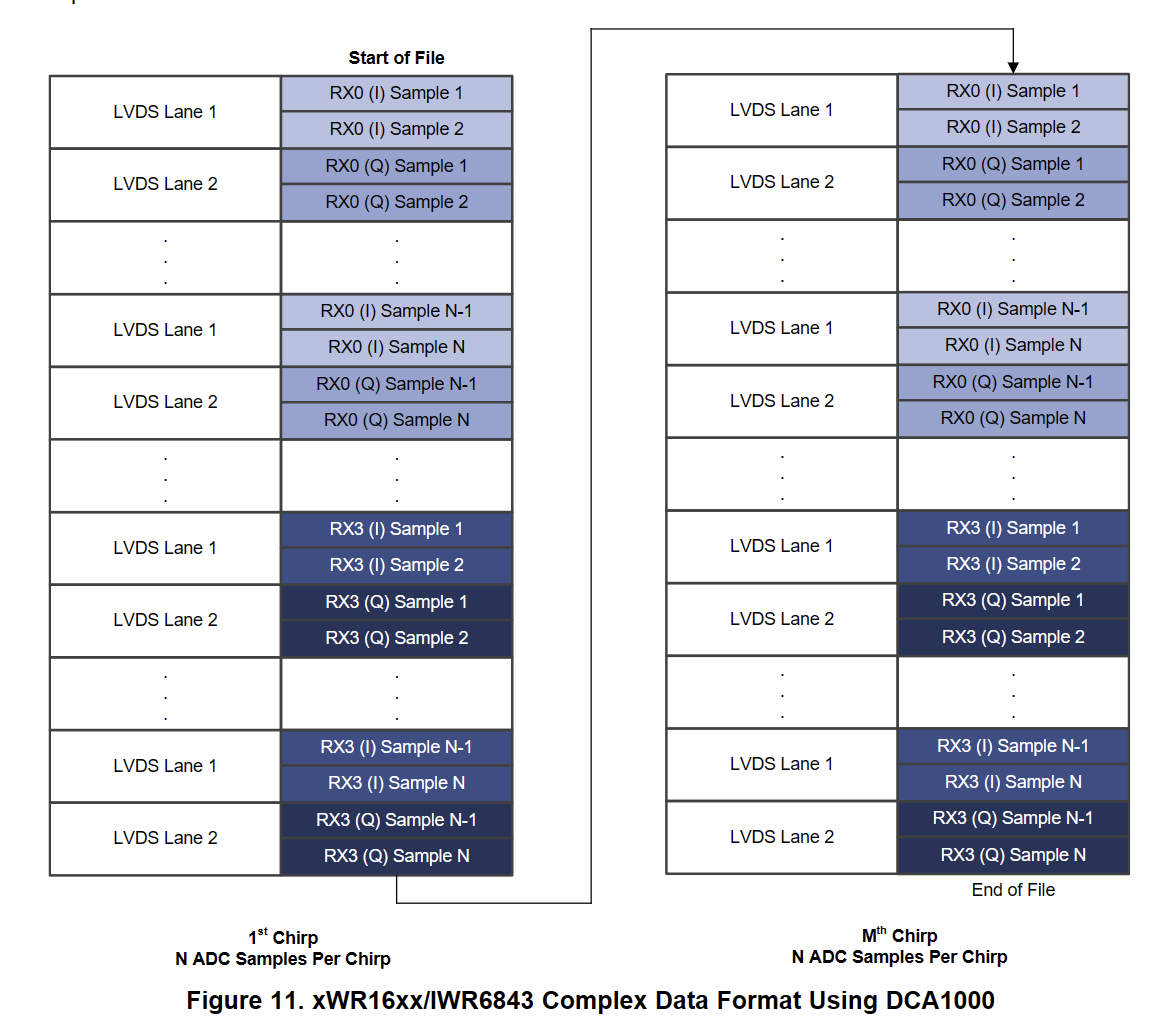 Start of File
LVDS Lane 1
RX0 (I) Sample 1
RX0 (I) Sample 2
LVDS Lane 2
RX0 (Q) Sample 1
RX0 (Q) Sample 2
LVDS Lane 1
RX0 (I) Sample N-1
RX0 (I) Sample N
LVDS Lane 2
RX0 (Q) Sample N-1
RX0 (Q) Sample N
LVDS Lane 1
RX3 (I) Sample 1
RX3 (I) Sample 2
LVDS Lane 2
RX3 (Q) Sample 1
RX3 (Q) Sample 2
LVDS Lane 1
RX3 (I) Sample N-1
RX3 (I) Sample N
LVDS Lane 2
RX3 (Q) Sample N-1
RX3 (Q) Sample N
1st Chirp
N ADC Samples Per Chirp
LVDS Lane 1
RX0 (I) Sample 1
RX0 (I) Sample 2
LVDS Lane 2
RX0 (Q) Sample 1
RX0 (Q) Sample 2
LVDS Lane 1
RX0 (I) Sample N-1
RX0 (I) Sample N
LVDS Lane 2
RX0 (Q) Sample N-1
RX0 (Q) Sample N
LVDS Lane 1
RX3 (I) Sample 1
RX3 (I) Sample 2
LVDS Lane 2
RX3 (Q) Sample 1
RX3 (Q) Sample 2
LVDS Lane 1
RX3 (I) Sample N-1
RX3 (I) Sample N
LVDS Lane 2
RX3 (Q) Sample N-1
RX3 (Q) Sample N
End of File
Mth Chirp
N ADC Samples Per Chirp
Figure 11. xWR16xx/IWR6843 Complex Data Format Using DCA1000